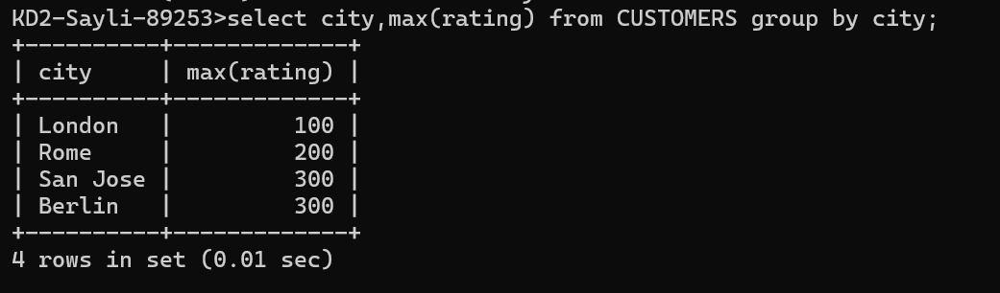 KD2-Sayli-89253>select city,max(rating) from CUSTOMERS group by city;
+----------+-------------+
| city     | max(rating) |
+----------+-------------+
| London   |         100 |
| Rome     |         200 |
| San Jose |         300 |
| Berlin   |         300 |
+----------+-------------+
4 rows in set (0.01 sec)